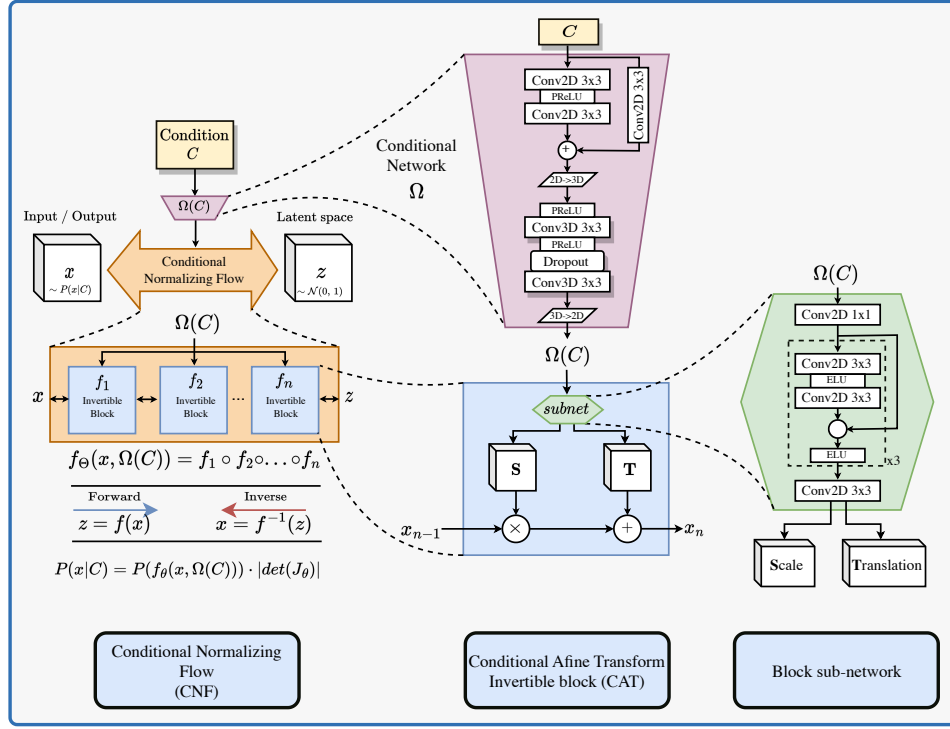 Condition
C
Ω(C)
Input / Output
x
~ P(x|C)
Conditional
Normalizing Flow
Latent space
z
~ 𝒩(0, 1)
Ω(C)
x
f₁
Invertible
Block
f₂
Invertible
Block
...
fₙ
Invertible
Block
z
f_Θ(x, Ω(C)) = f₁ ∘ f₂∘...∘fₙ
Forward
z = f(x)
Inverse
x = f⁻¹(z)
P(x|C) = P(f_θ(x, Ω(C))) · |det(J_θ)|
Conditional Normalizing
Flow
(CNF)
Conditional
Network
Ω
C
Conv2D 3x3
PReLU
Conv2D 3x3
Conv2D 3x3
+
2D->3D
PReLU
Conv3D 3x3
PReLU
Dropout
Conv3D 3x3
3D->2D
Ω(C)
subnet
S
T
xₙ₋₁
×
+
xₙ
Conditional Afine Transform
Invertible block (CAT)
Ω(C)
Conv2D 1x1
Conv2D 3x3
ELU
Conv2D 3x3
ELU
x3
Conv2D 3x3
Scale
Translation
Block sub-network